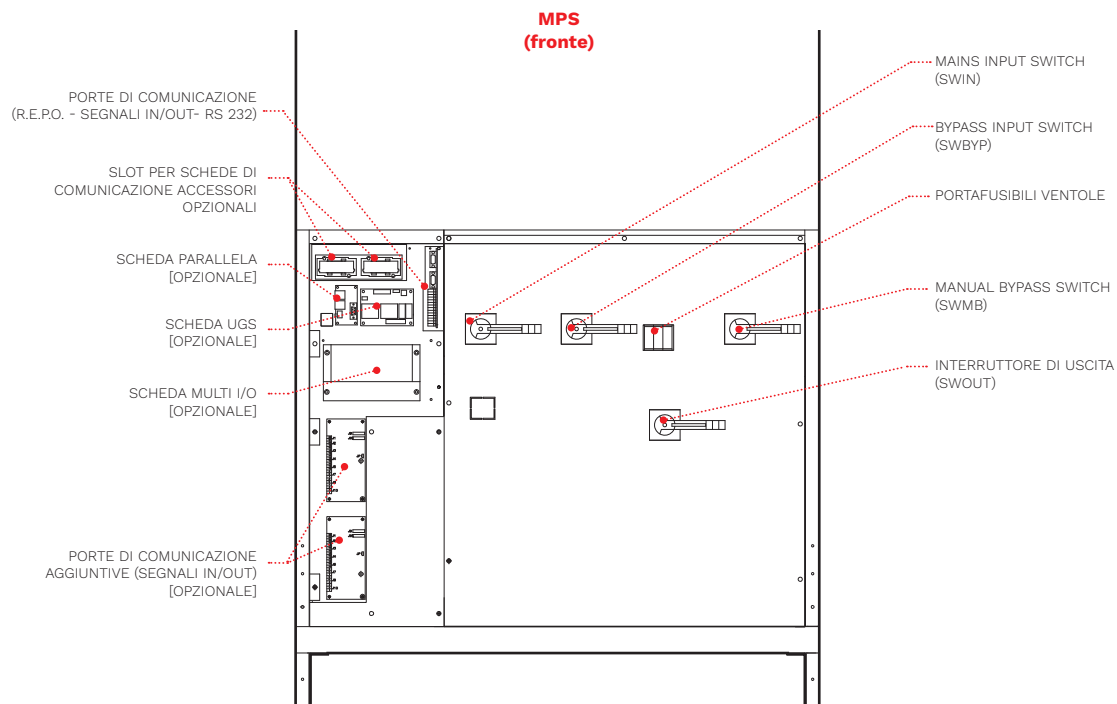 MPS
(fronte)
PORTE DI COMUNICAZIONE
(R.E.P.O. - SEGNALI IN/OUT- RS 232)
SLOT PER SCHEDE DI
COMUNICAZIONE ACCESSORI
OPZIONALI
SCHEDA PARALLELA
[OPZIONALE]
SCHEDA UGS
[OPZIONALE]
SCHEDA MULTI I/O
[OPZIONALE]
PORTE DI COMUNICAZIONE
AGGIUNTIVE (SEGNALI IN/OUT)
[OPZIONALE]
MAINS INPUT SWITCH
(SWIN)
BYPASS INPUT SWITCH
(SWBYP)
PORTAFUSIBILI VENTOLE
MANUAL BYPASS SWITCH
(SWMB)
INTERRUTTORE DI USCITA
(SWOUT)